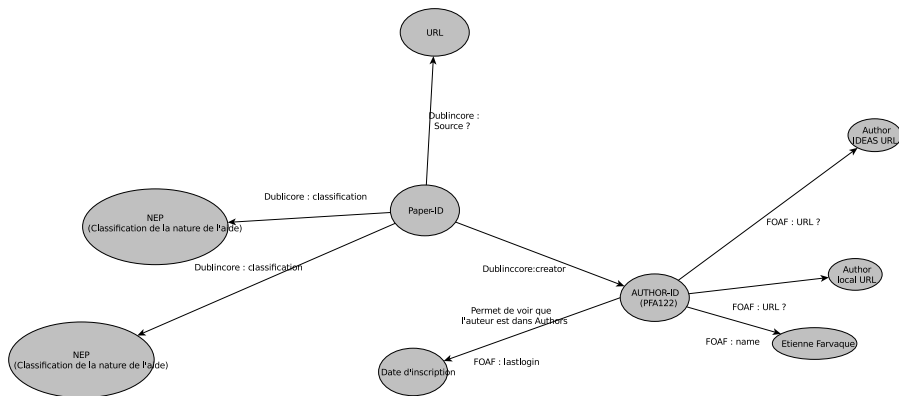 URL
Dublincore :
Source ?
Author
IDEAS URL
Dublicore : classification
Paper-ID
NEP
(Classification de la nature de l'aide)
FOAF : URL ?
Dublincore : classification
Dublinccore:creator
Author
local URL
AUTHOR-ID
(PFA122)
Permet de voir que
l'auteur est dans Authors
FOAF : URL ?
FOAF : name
Etienne Farvaque
NEP
(Classification de la nature de l'aide)
Date d'inscription
FOAF : lastlogin